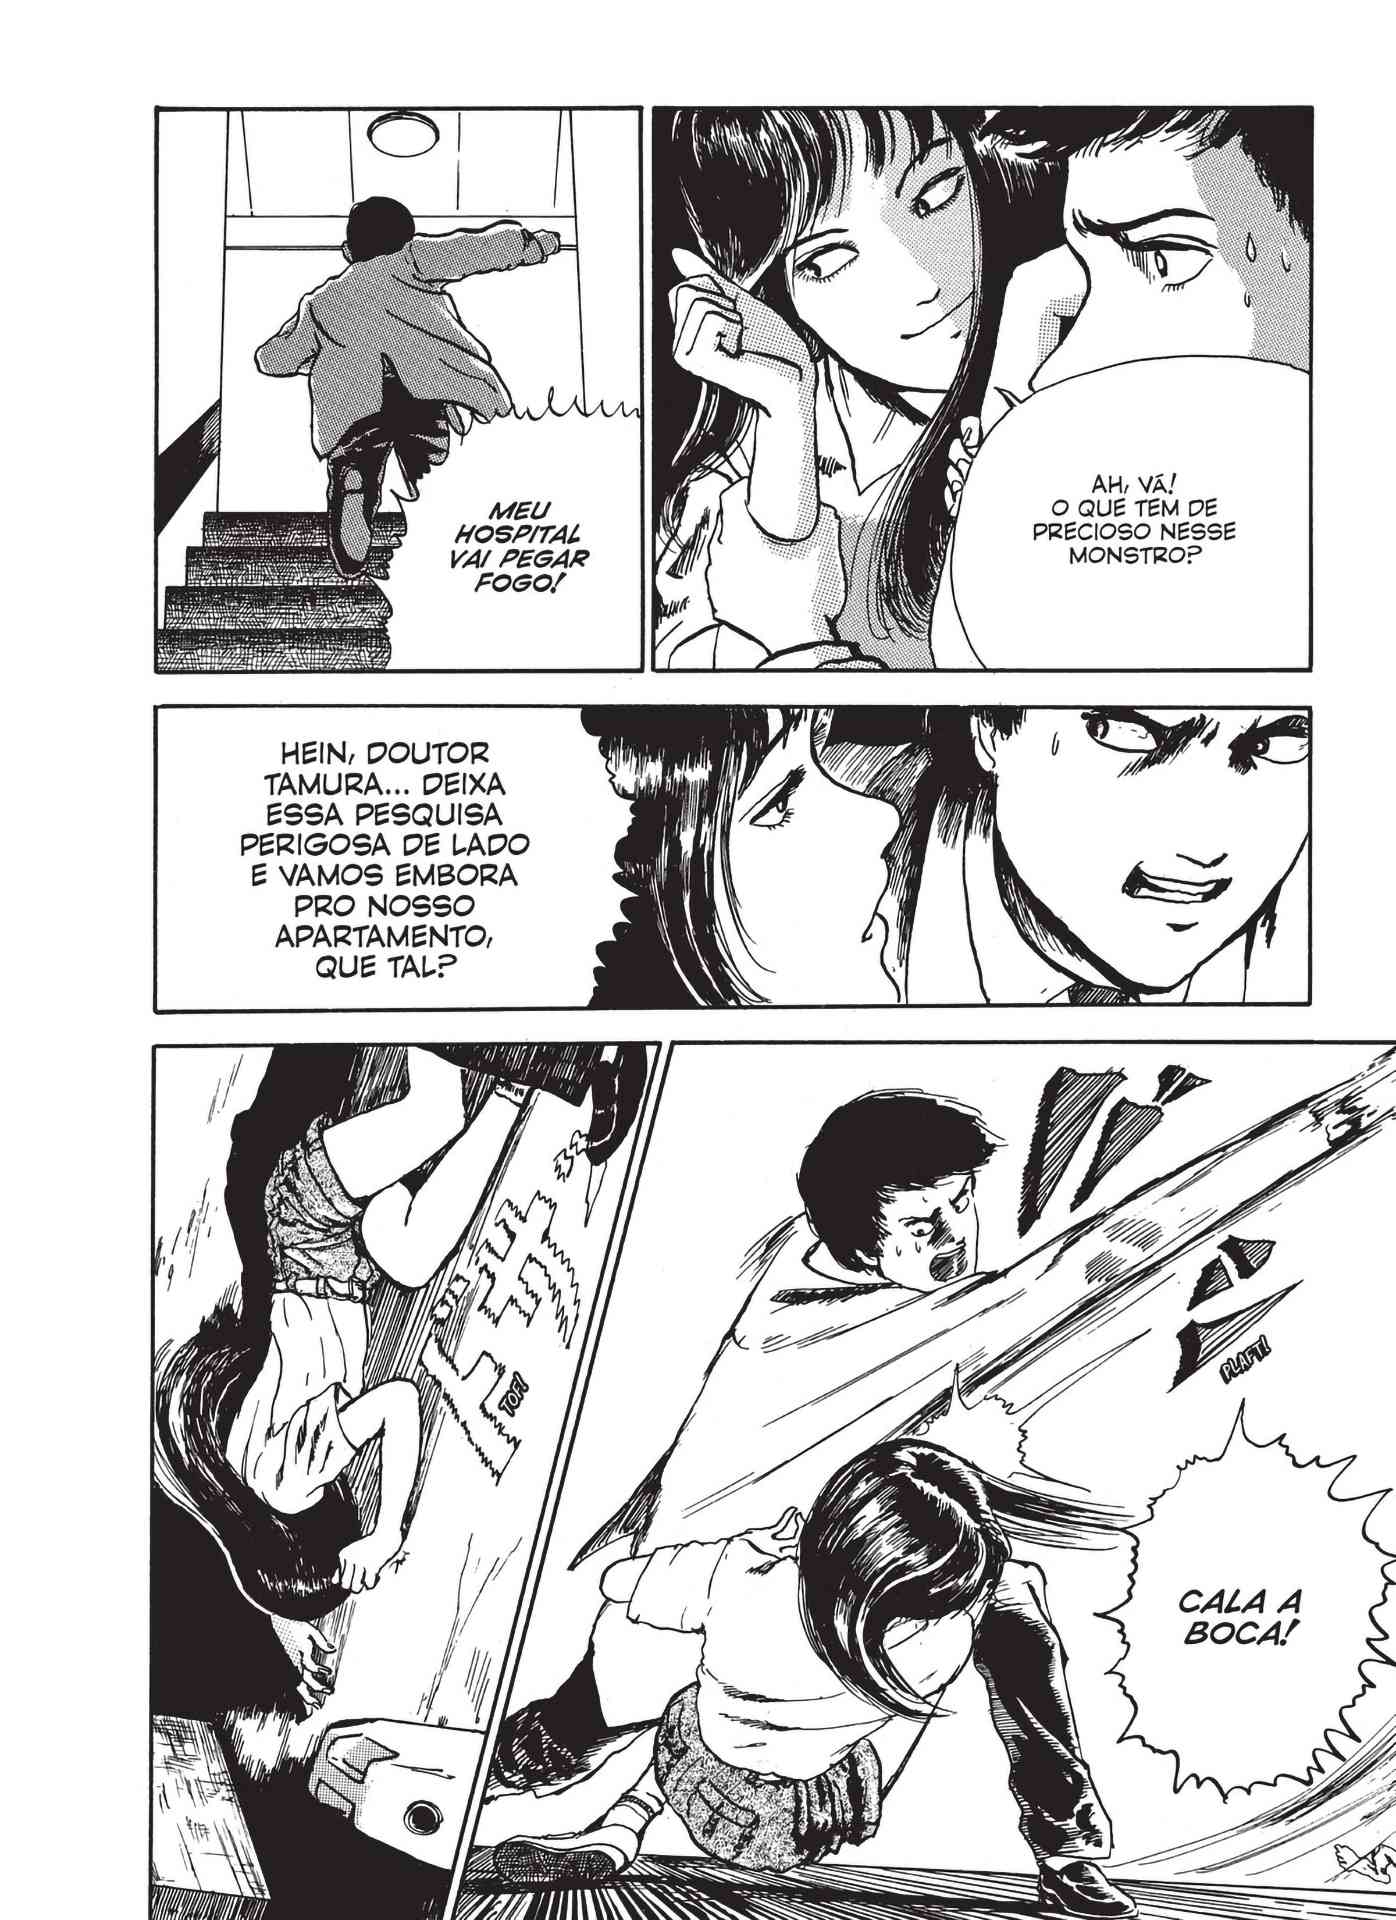 MEU
HOSPITAL
VAI PEGAR
FOGO!
AH, VÁ!
O QUE TEM DE
PRECIOSO NESSE
MONSTRO?
HEIN, DOUTOR
TAMURA... DEIXA
ESSA PESQUISA
PERIGOSA DE LADO
E VAMOS EMBORA
PRO NOSSO
APARTAMENTO,
QUE TAL?
TOF!
PLAFT!
CALA A
BOCA!